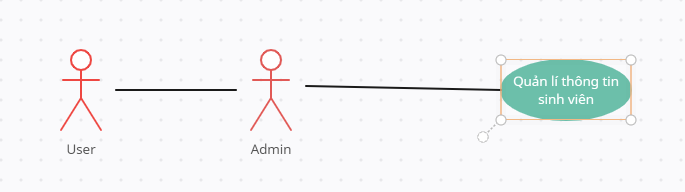 Quản lí thông tin
sinh viên
User
Admin